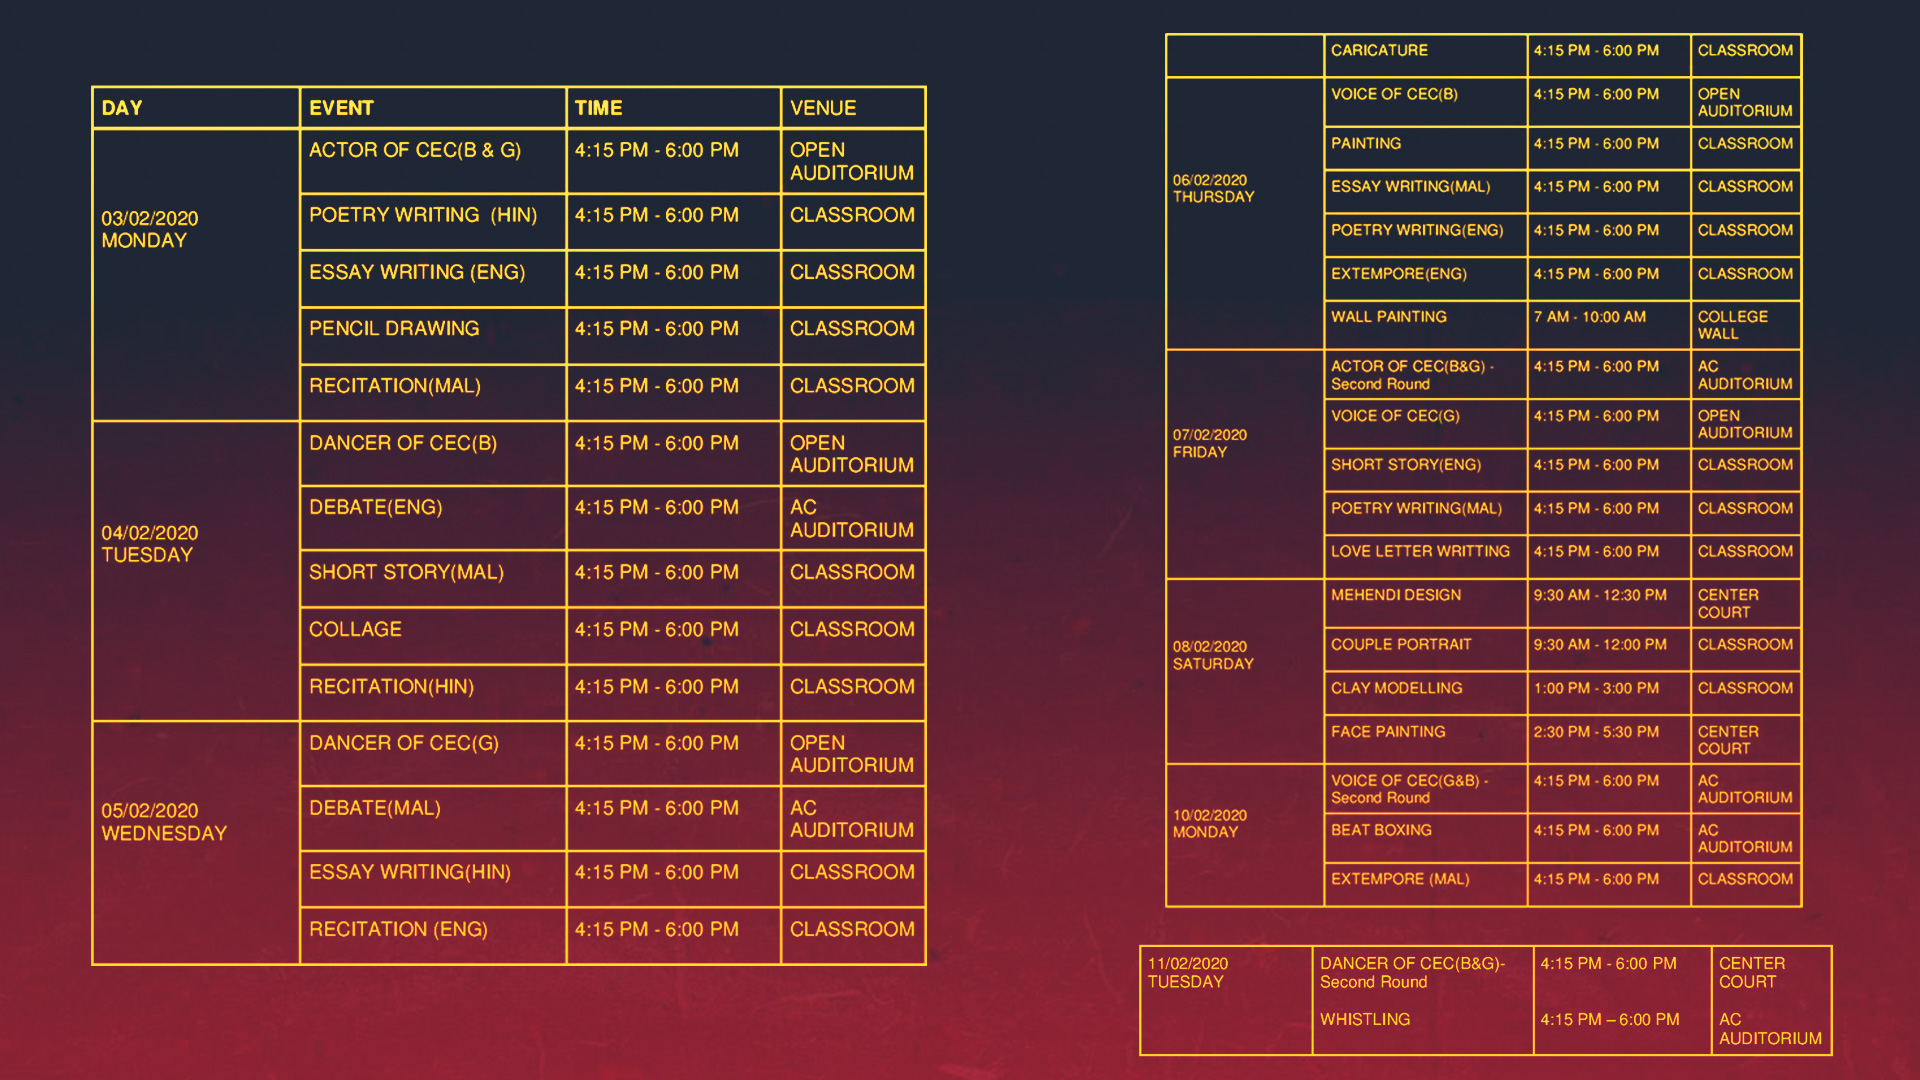 DAY EVENT TIME VENUE
03/02/2020
MONDAY
ACTOR OF CEC(B & G) 4:15 PM - 6:00 PM OPEN
AUDITORIUM
POETRY WRITING (HIN) 4:15 PM - 6:00 PM CLASSROOM
ESSAY WRITING (ENG) 4:15 PM - 6:00 PM CLASSROOM
PENCIL DRAWING 4:15 PM - 6:00 PM CLASSROOM
RECITATION(MAL) 4:15 PM - 6:00 PM CLASSROOM
04/02/2020
TUESDAY
DANCER OF CEC(B) 4:15 PM - 6:00 PM OPEN
AUDITORIUM
DEBATE(ENG) 4:15 PM - 6:00 PM AC
AUDITORIUM
SHORT STORY(MAL) 4:15 PM - 6:00 PM CLASSROOM
COLLAGE 4:15 PM - 6:00 PM CLASSROOM
RECITATION(HIN) 4:15 PM - 6:00 PM CLASSROOM
05/02/2020
WEDNESDAY
DANCER OF CEC(G) 4:15 PM - 6:00 PM OPEN
AUDITORIUM
DEBATE(MAL) 4:15 PM - 6:00 PM AC
AUDITORIUM
ESSAY WRITING(HIN) 4:15 PM - 6:00 PM CLASSROOM
RECITATION (ENG) 4:15 PM - 6:00 PM CLASSROOM
CARICATURE 4:15 PM - 6:00 PM CLASSROOM
06/02/2020
THURSDAY
VOICE OF CEC(B) 4:15 PM - 6:00 PM OPEN
AUDITORIUM
PAINTING 4:15 PM - 6:00 PM CLASSROOM
ESSAY WRITING(MAL) 4:15 PM - 6:00 PM CLASSROOM
POETRY WRITING(ENG) 4:15 PM - 6:00 PM CLASSROOM
EXTEMPORE(ENG) 4:15 PM - 6:00 PM CLASSROOM
WALL PAINTING 7 AM - 10:00 AM COLLEGE
WALL
07/02/2020
FRIDAY
ACTOR OF CEC(B&G) - 4:15 PM - 6:00 PM AC
Second Round AUDITORIUM
VOICE OF CEC(G) 4:15 PM - 6:00 PM OPEN
AUDITORIUM
SHORT STORY(ENG) 4:15 PM - 6:00 PM CLASSROOM
POETRY WRITING(MAL) 4:15 PM - 6:00 PM CLASSROOM
LOVE LETTER WRITTING 4:15 PM - 6:00 PM CLASSROOM
08/02/2020
SATURDAY
MEHENDI DESIGN 9:30 AM - 12:30 PM CENTER
COURT
COUPLE PORTRAIT 9:30 AM - 12:00 PM CLASSROOM
CLAY MODELLING 1:00 PM - 3:00 PM CLASSROOM
FACE PAINTING 2:30 PM - 5:30 PM CENTER
COURT
10/02/2020
MONDAY
VOICE OF CEC(G&B) - 4:15 PM - 6:00 PM AC
Second Round AUDITORIUM
BEAT BOXING 4:15 PM - 6:00 PM AC
AUDITORIUM
EXTEMPORE (MAL) 4:15 PM - 6:00 PM CLASSROOM
11/02/2020 DANCER OF CEC(B&G)- 4:15 PM - 6:00 PM CENTER
TUESDAY Second Round COURT
WHISTLING 4:15 PM – 6:00 PM AC
AUDITORIUM